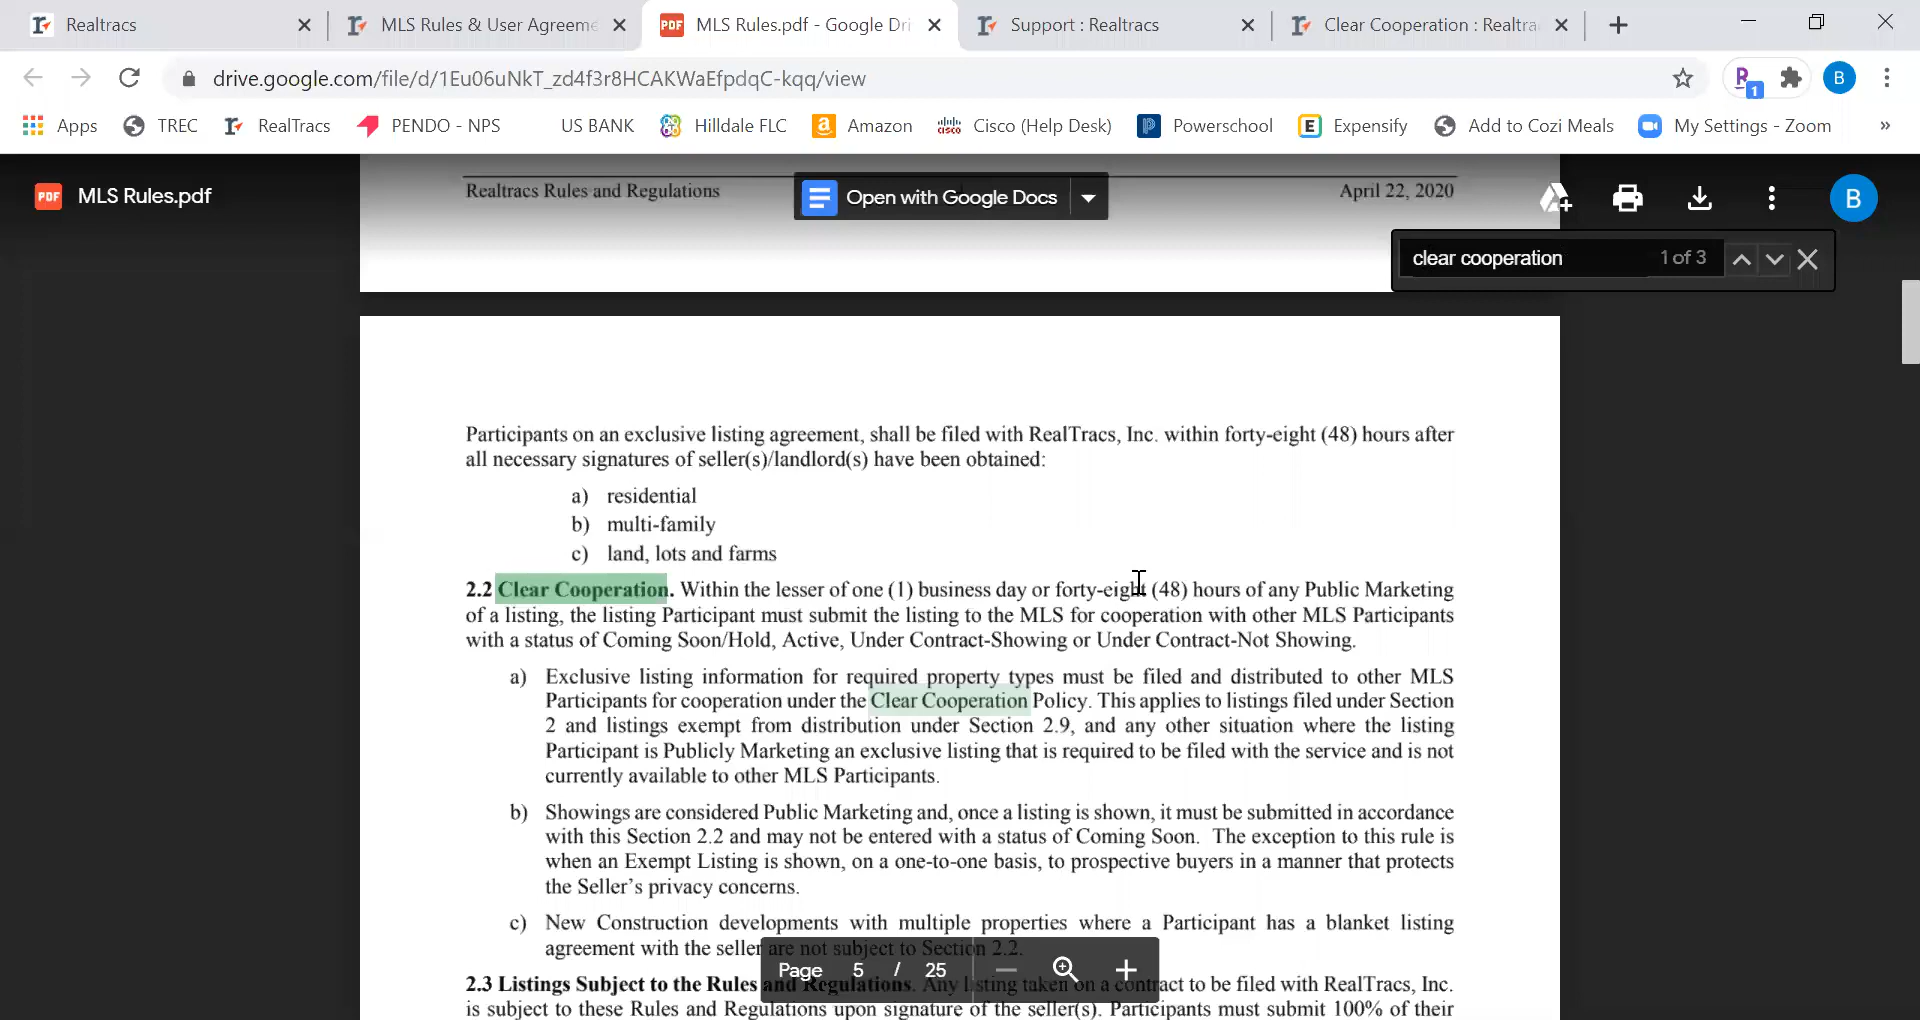 Realtracs
MLS Rules & User Agreeme
MLS Rules.pdf - Google Dri
Support : Realtracs
Clear Cooperation : Realtra
drive.google.com/file/d/1Eu06uNkT_zd4f3r8HCAKWaEfpdqC-kqq/view
1
B
Apps
TREC
RealTracs
PENDO - NPS
US BANK
Hilldale FLC
Amazon
Cisco (Help Desk)
Powerschool
Expensify
Add to Cozi Meals
My Settings - Zoom
»
PDF
MLS Rules.pdf
Open with Google Docs
B
Realtracs Rules and Regulations
April 22, 2020
clear cooperation 1 of 3
Participants on an exclusive listing agreement, shall be filed with RealTracs, Inc. within forty-eight (48) hours after
all necessary signatures of seller(s)/landlord(s) have been obtained:
a) residential
b) multi-family
c) land, lots and farms
2.2 Clear Cooperation. Within the lesser of one (1) business day or forty-eight (48) hours of any Public Marketing
of a listing, the listing Participant must submit the listing to the MLS for cooperation with other MLS Participants
with a status of Coming Soon/Hold, Active, Under Contract-Showing or Under Contract-Not Showing.
a) Exclusive listing information for required property types must be filed and distributed to other MLS
Participants for cooperation under the Clear Cooperation Policy. This applies to listings filed under Section
2 and listings exempt from distribution under Section 2.9, and any other situation where the listing
Participant is Publicly Marketing an exclusive listing that is required to be filed with the service and is not
currently available to other MLS Participants.
b) Showings are considered Public Marketing and, once a listing is shown, it must be submitted in accordance
with this Section 2.2 and may not be entered with a status of Coming Soon. The exception to this rule is
when an Exempt Listing is shown, on a one-to-one basis, to prospective buyers in a manner that protects
the Seller's privacy concerns.
c) New Construction developments with multiple properties where a Participant has a blanket listing
agreement with the seller are not subject to Section 2.2.
Page 5 / 25
2.3 Listings Subject to the Rules and Regulations. Any listing taken on a contract to be filed with RealTracs, Inc.
is subject to these Rules and Regulations upon signature of the seller(s). Participants must submit 100% of their